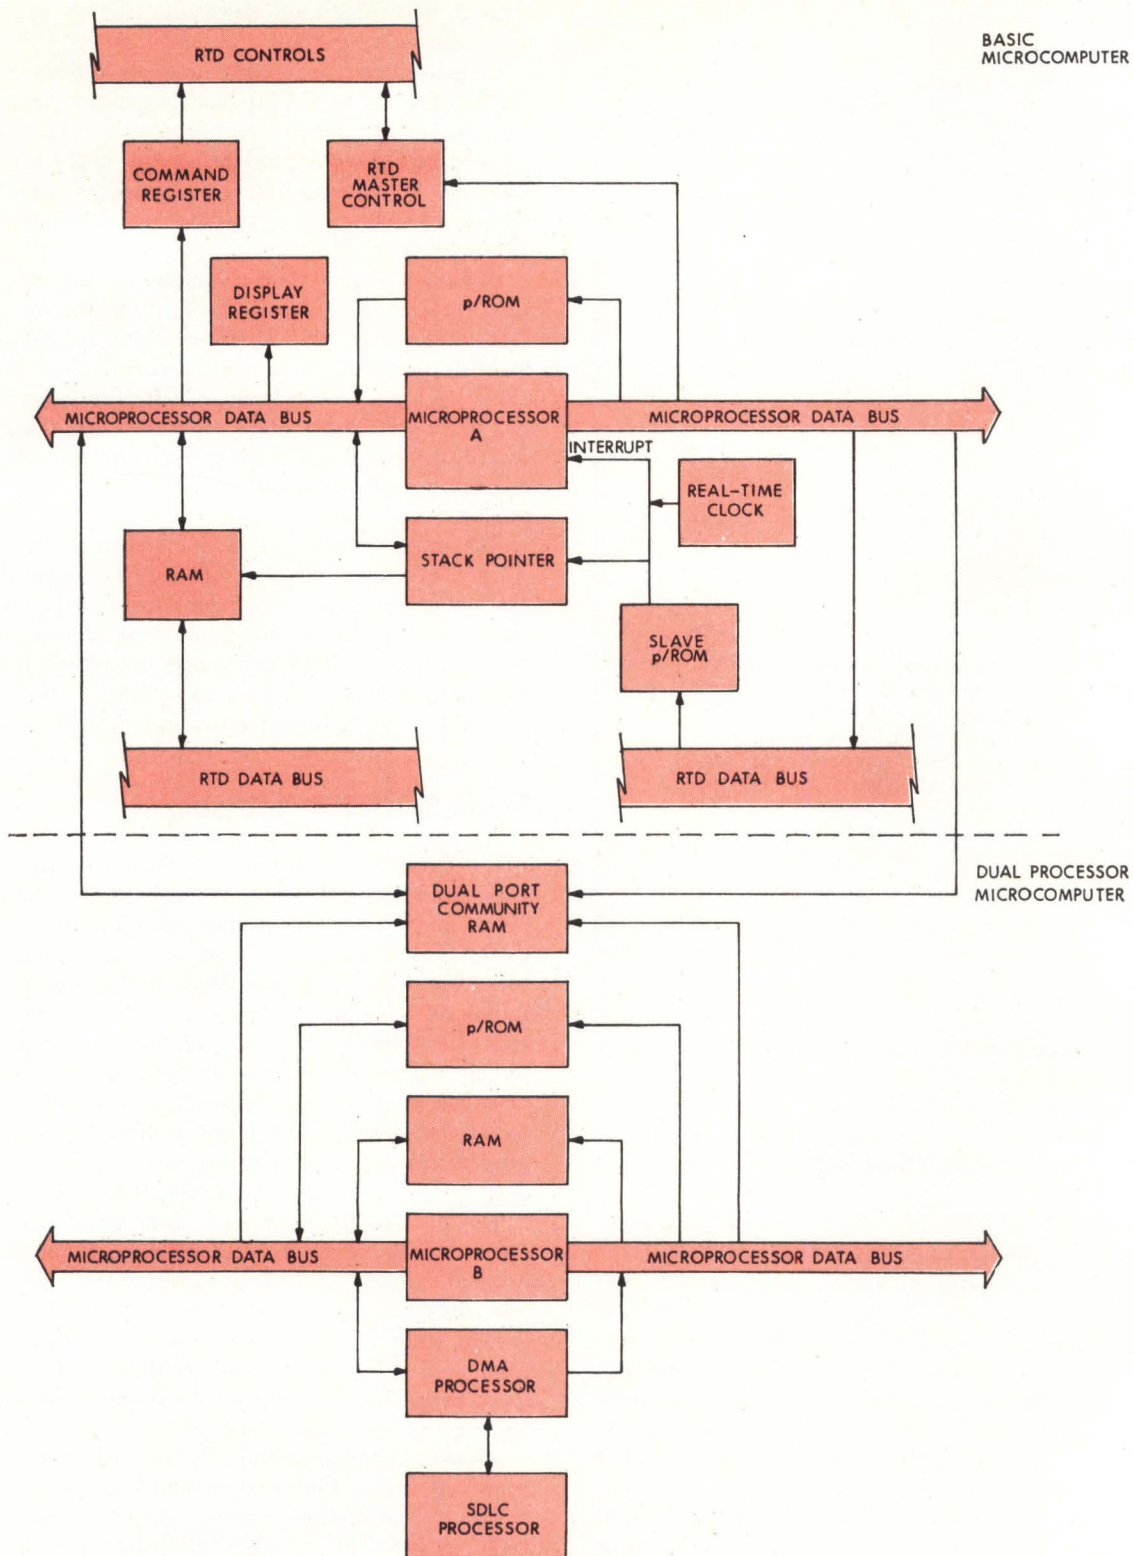 RTD CONTROLS
BASIC
MICROCOMPUTER
COMMAND
REGISTER
RTD
MASTER
CONTROL
DISPLAY
REGISTER
p/ROM
MICROPROCESSOR DATA BUS
MICROPROCESSOR
A
MICROPROCESSOR DATA BUS
INTERRUPT
REAL-TIME
CLOCK
RAM
STACK POINTER
SLAVE
p/ROM
RTD DATA BUS
RTD DATA BUS
DUAL PORT
COMMUNITY
RAM
DUAL PROCESSOR
MICROCOMPUTER
p/ROM
RAM
MICROPROCESSOR DATA BUS
MICROPROCESSOR
B
MICROPROCESSOR DATA BUS
DMA
PROCESSOR
SDLC
PROCESSOR